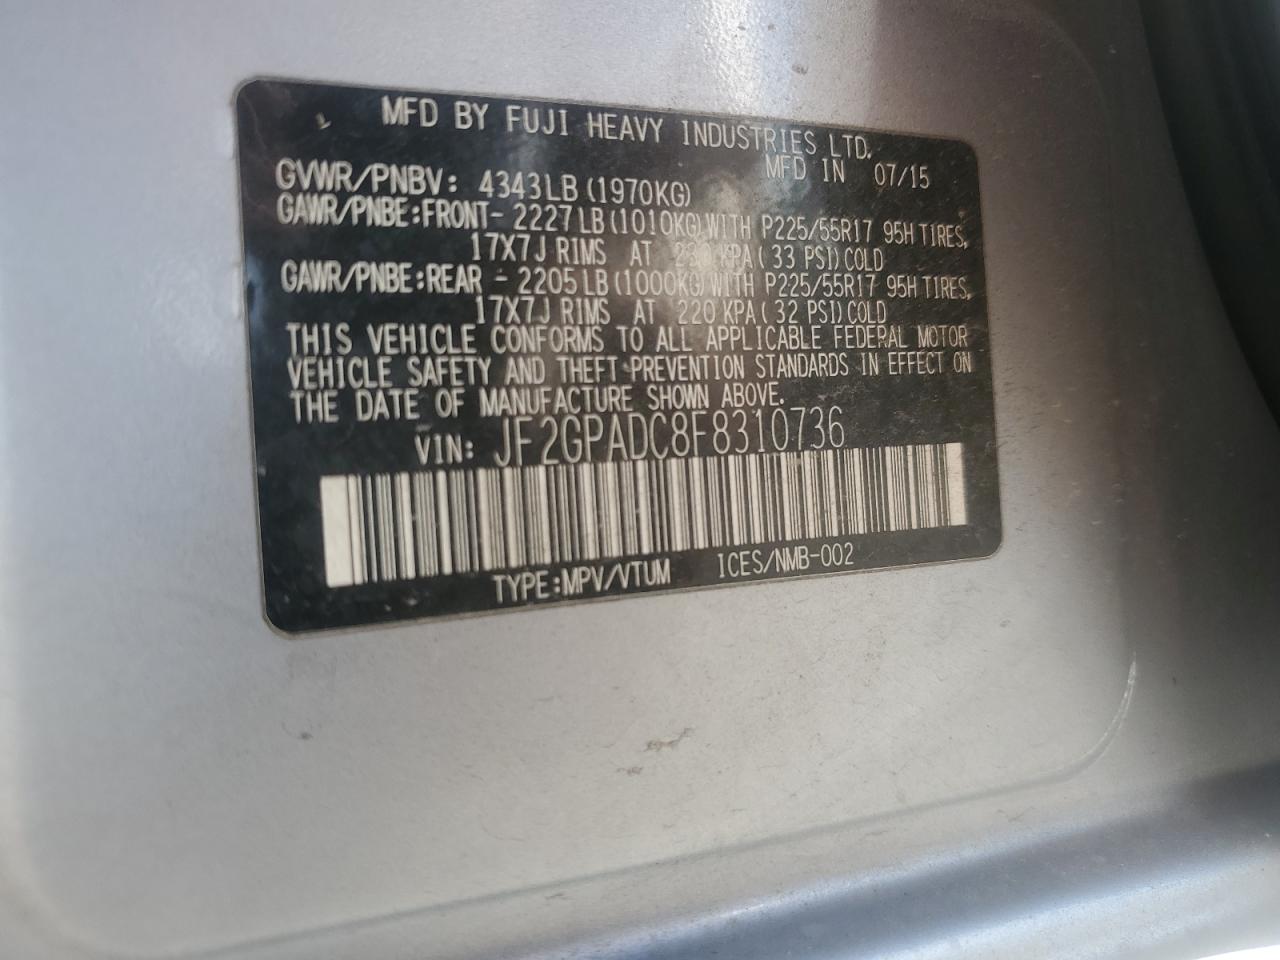 MFD BY FUJI HEAVY INDUSTRIES LTD.
MFD IN 07/15
GVWR/PNBV: 4343LB(1970KG)
GAWR/PNBE:FRONT- 2227LB(1010KG)WITH P225/55R17 95H TIRES,
17X7J RIMS AT 230 KPA( 33 PSI)COLD
GAWR/PNBE:REAR - 2205LB(1000KG)WITH P225/55R17 95H TIRES,
17X7J RIMS AT 220 KPA( 32 PSI)COLD
THIS VEHICLE CONFORMS TO ALL APPLICABLE FEDERAL MOTOR
VEHICLE SAFETY AND THEFT PREVENTION STANDARDS IN EFFECT ON
THE DATE OF MANUFACTURE SHOWN ABOVE.
VIN: JF2GPADC8F8310736
TYPE:MPV/VTUM ICES/NMB-002